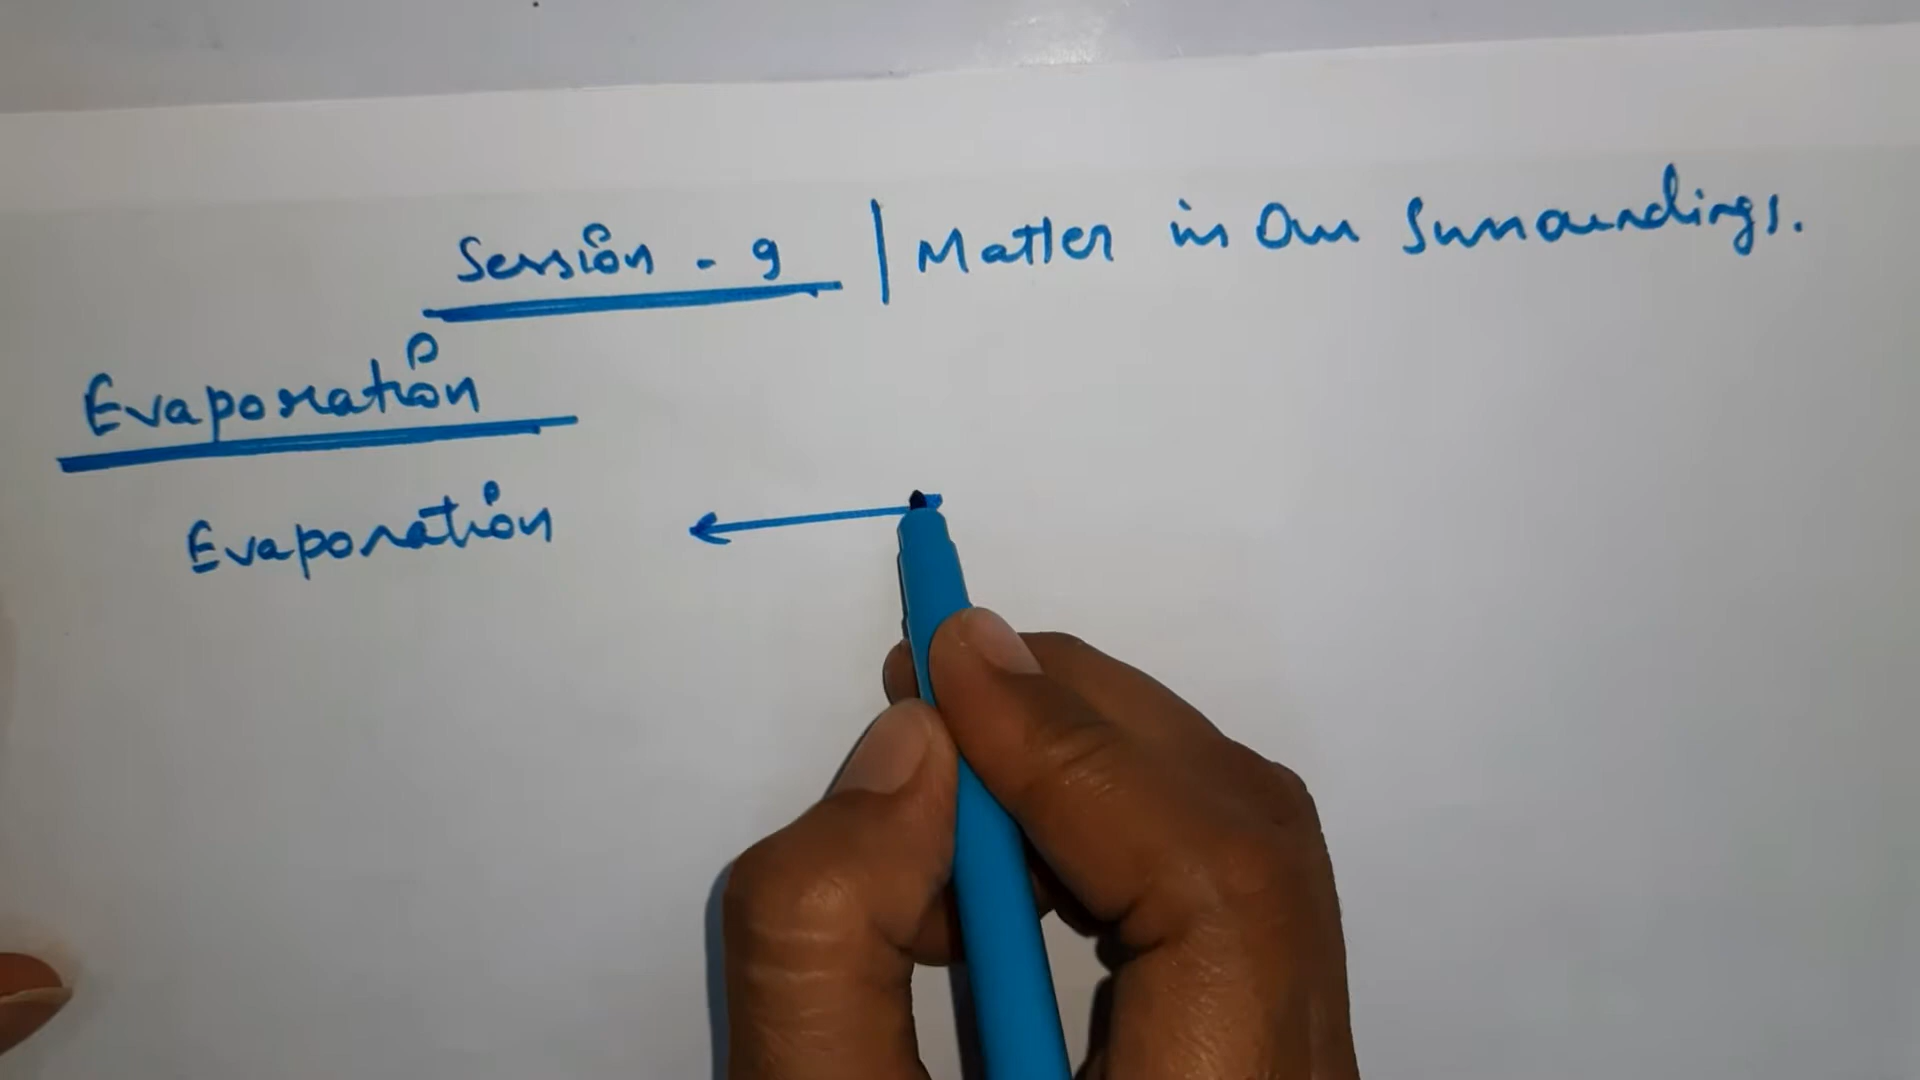 Session - 9 | Matter in Our Surroundings.
Evaporation
Evaporation ←